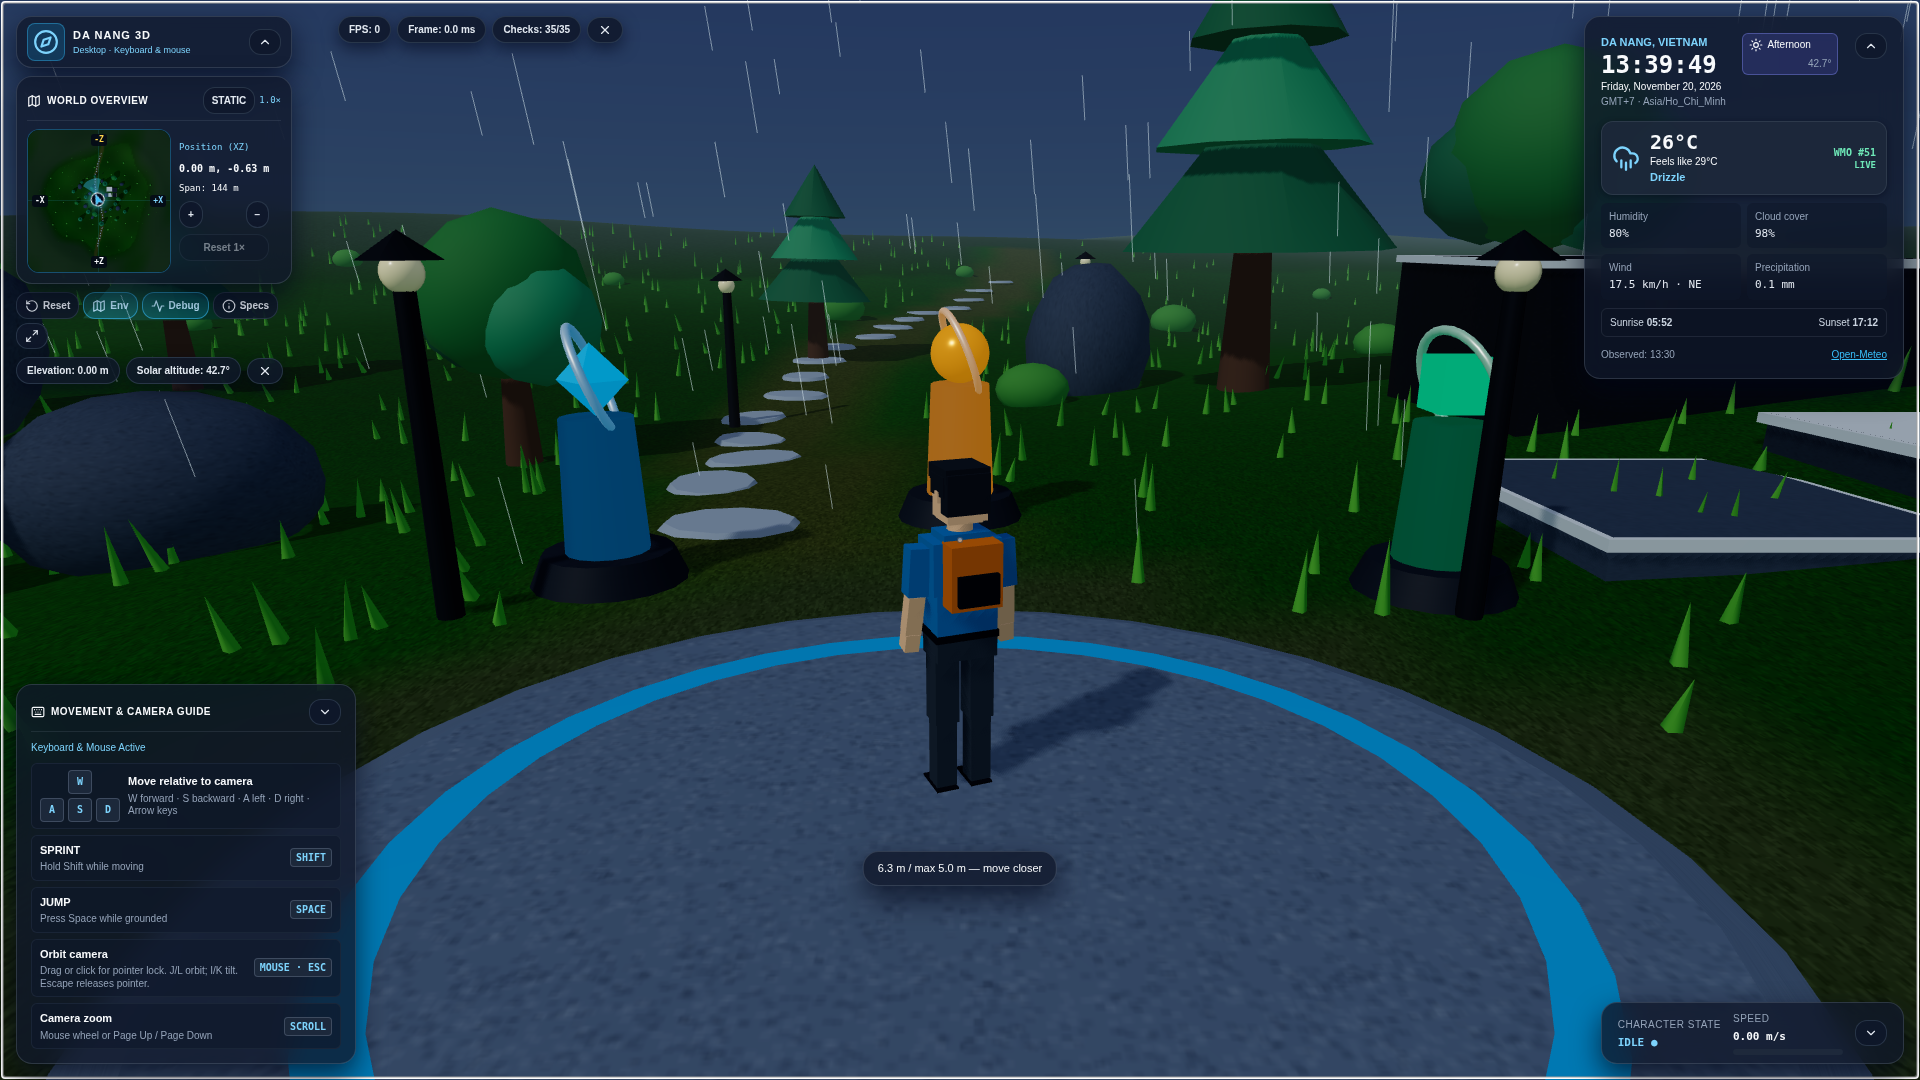 DA NANG 3D
Desktop · Keyboard & mouse
FPS: 0
Frame: 0.0 ms
Checks: 35/35
WORLD OVERVIEW
STATIC
1.0×
-Z
-X
+X
+Z
Position (XZ)
0.00 m, -0.63 m
Span: 144 m
+
−
Reset 1×
Reset
Env
Debug
Specs
Elevation: 0.00 m
Solar altitude: 42.7°
DA NANG, VIETNAM
13:39:49
Friday, November 20, 2026
GMT+7 · Asia/Ho_Chi_Minh
Afternoon
42.7°
26°C
Feels like 29°C
Drizzle
WMO #51
LIVE
Humidity
80%
Cloud cover
98%
Wind
17.5 km/h · NE
Precipitation
0.1 mm
Sunrise 05:52
Sunset 17:12
Observed: 13:30
Open-Meteo
MOVEMENT & CAMERA GUIDE
Keyboard & Mouse Active
W
A
S
D
Move relative to camera
W forward · S backward · A left · D right ·
Arrow keys
SPRINT
Hold Shift while moving
SHIFT
JUMP
Press Space while grounded
SPACE
Orbit camera
Drag or click for pointer lock. J/L orbit; I/K tilt.
Escape releases pointer.
MOUSE · ESC
Camera zoom
Mouse wheel or Page Up / Page Down
SCROLL
6.3 m / max 5.0 m — move closer
CHARACTER STATE
IDLE ●
SPEED
0.00 m/s